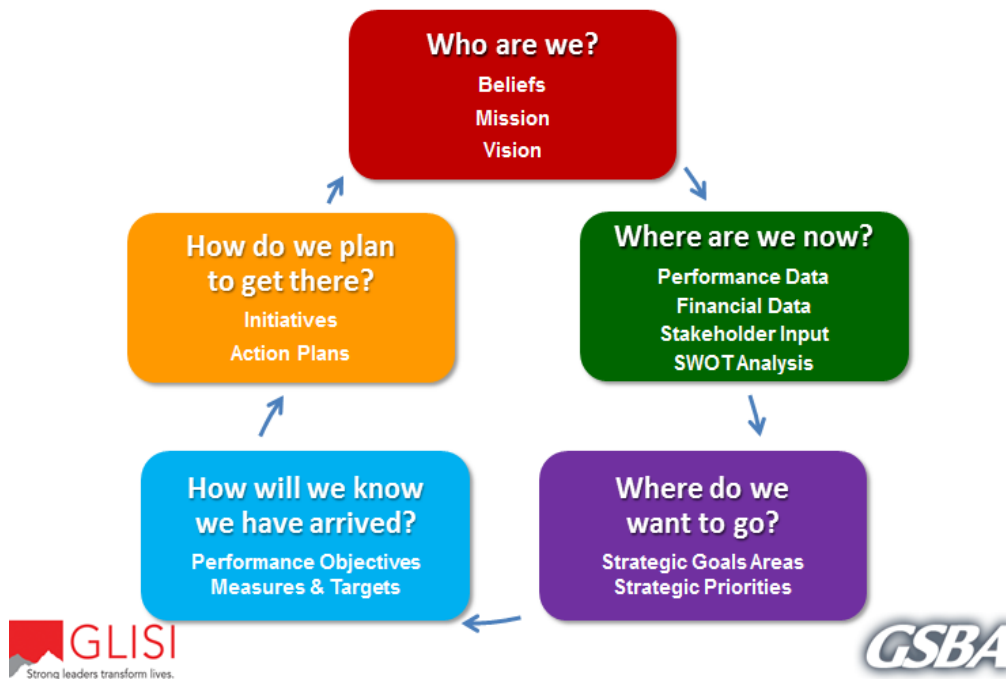 Who are we?
Beliefs
Mission
Vision
Where are we now?
Performance Data
Financial Data
Stakeholder Input
SWOT Analysis
Where do we
want to go?
Strategic Goals Areas
Strategic Priorities
How will we know
we have arrived?
Performance Objectives
Measures & Targets
How do we plan
to get there?
Initiatives
Action Plans
GLISI
Strong leaders transform lives.
GSBA